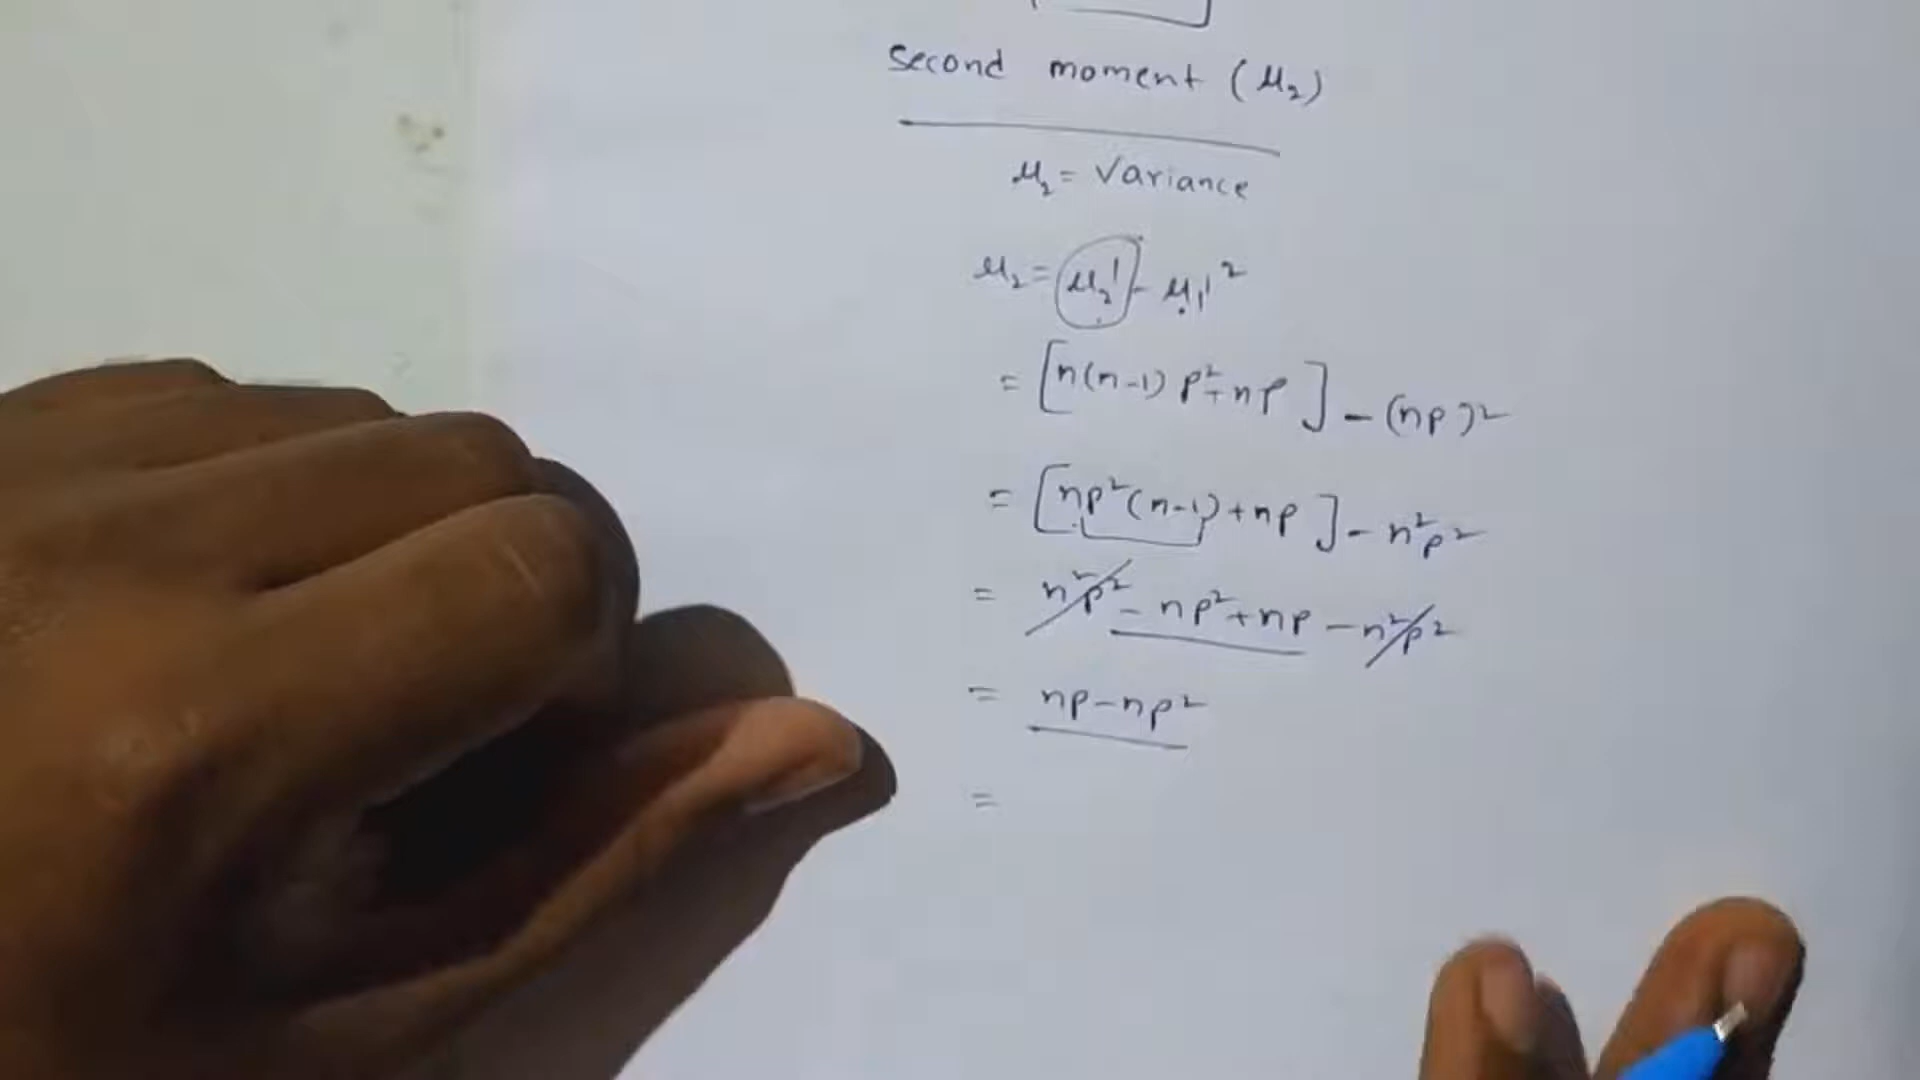 Second moment (μ₂)
μ₂ = Variance
μ₂ = μ₂' - μ₁'²
= [n(n-1) p² + np] - (np)²
= [np²(n-1) + np] - n²p²
= n²p² - np² + np - n²p²
= np - np²
=